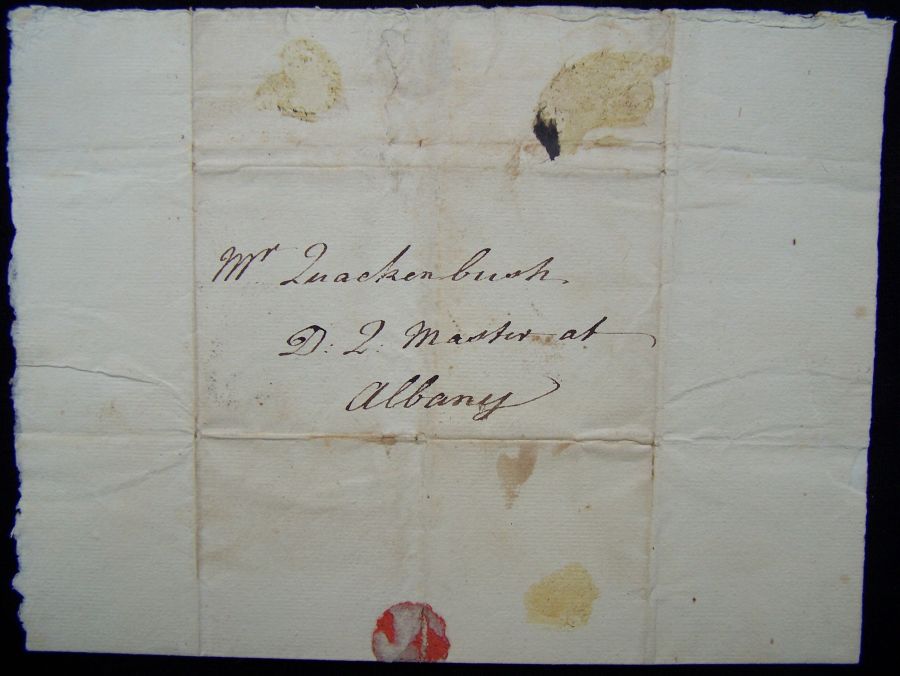 Mr. Quackenbush.
D: Q: Master at
Albany